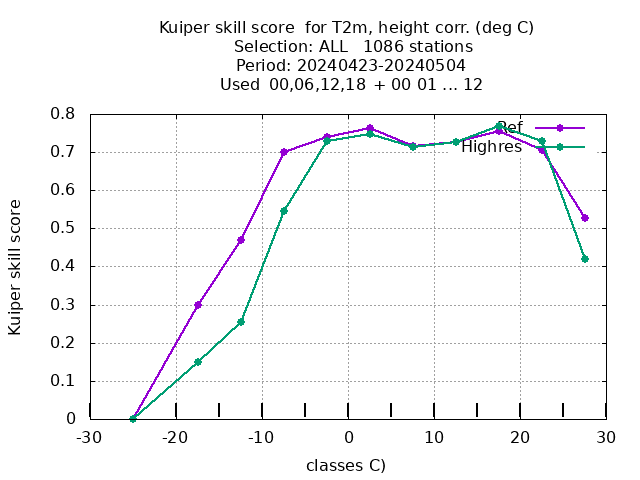 Kuiper skill score  for T2m, height corr. (deg C)
Selection: ALL   1086 stations
Period: 20240423-20240504
Used  00,06,12,18  + 00 01 ... 12
Ref
Highres
Kuiper skill score
0.8
0.7
0.6
0.5
0.4
0.3
0.2
0.1
0
-30 -20 -10 0 10 20 30
classes C)